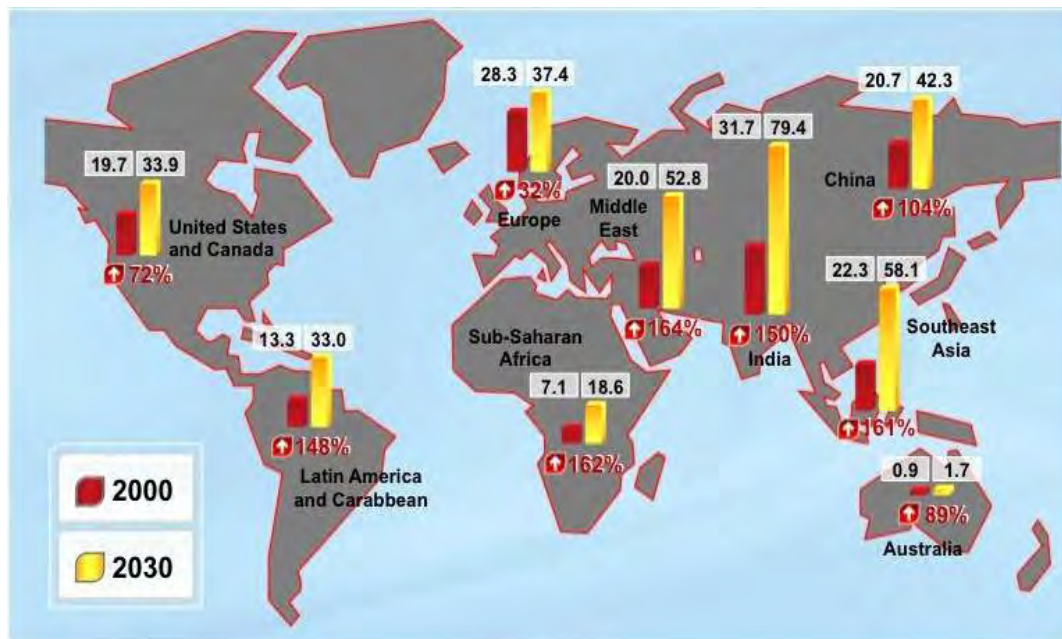 28.3 37.4
20.7 42.3
31.7 79.4
19.7 33.9
32%
20.0 52.8
China
104%
Europe
Middle
East
United States
and Canada
72%
22.3 58.1
13.3 33.0
Sub-Saharan
Africa
164%
150%
India
Southeast
Asia
7.1 18.6
161%
148%
162%
0.9 1.7
Latin America
and Carabbean
89%
Australia
2000
2030